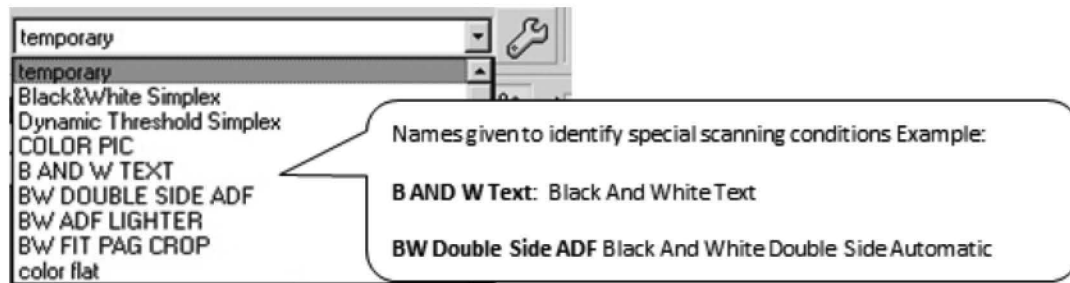 temporary
temporary
Black&White Simplex
Dynamic Threshold Simplex
COLOR PIC
B AND W TEXT
BW DOUBLE SIDE ADF
BW ADF LIGHTER
BW FIT PAG CROP
color flat
Names given to identify special scanning conditions Example:
B AND W Text: Black And White Text
BW Double Side ADF Black And White Double Side Automatic